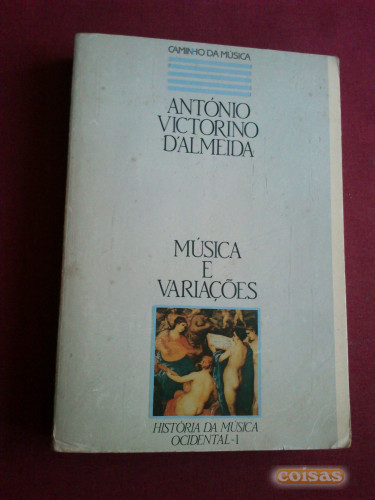 CAMINHO DA MÚSICA
ANTÓNIO
VICTORINO
D'ALMEIDA
MÚSICA
E
VARIAÇÕES
HISTÓRIA DA MÚSICA
OCIDENTAL-1
coisas